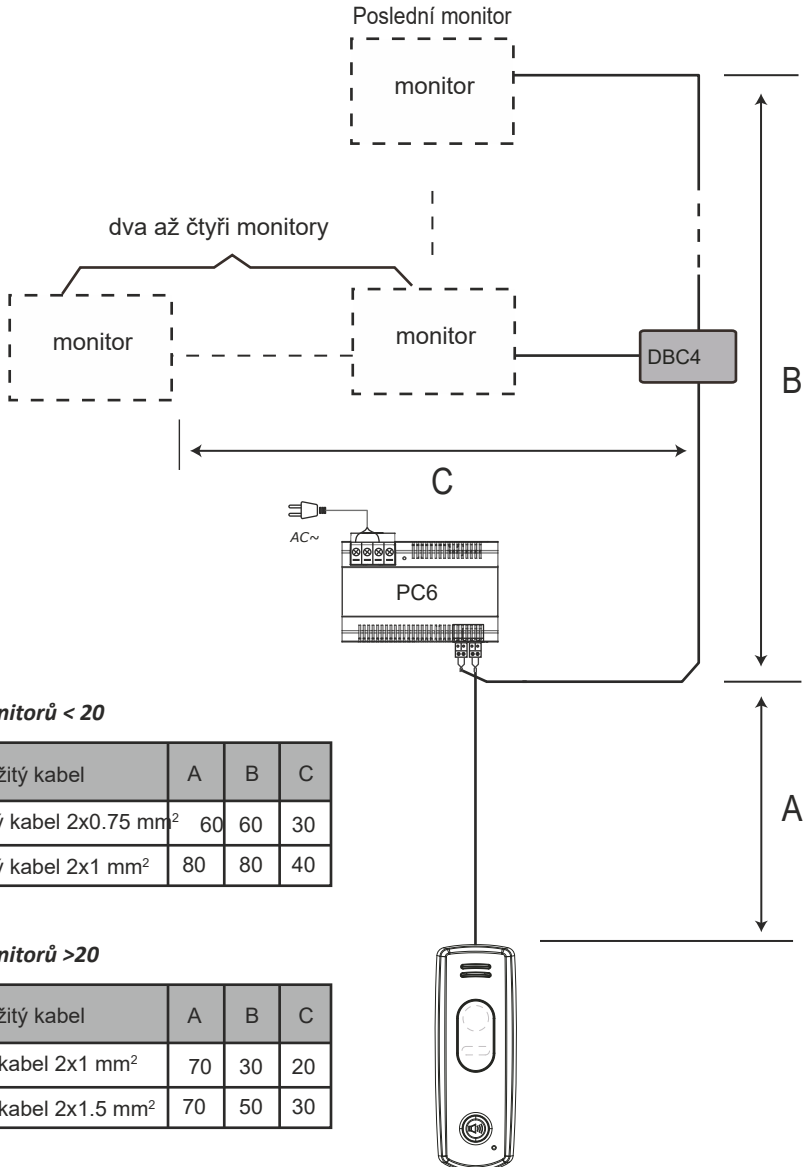 Poslední monitor
monitor
dva až čtyři monitory
monitor
monitor
DBC4
B
C
AC~
PC6
nitorů < 20
žitý kabel A B C
ý kabel 2x0.75 mm² 60 60 30
ý kabel 2x1 mm² 80 80 40
A
nitorů >20
žitý kabel A B C
kabel 2x1 mm² 70 30 20
kabel 2x1.5 mm² 70 50 30